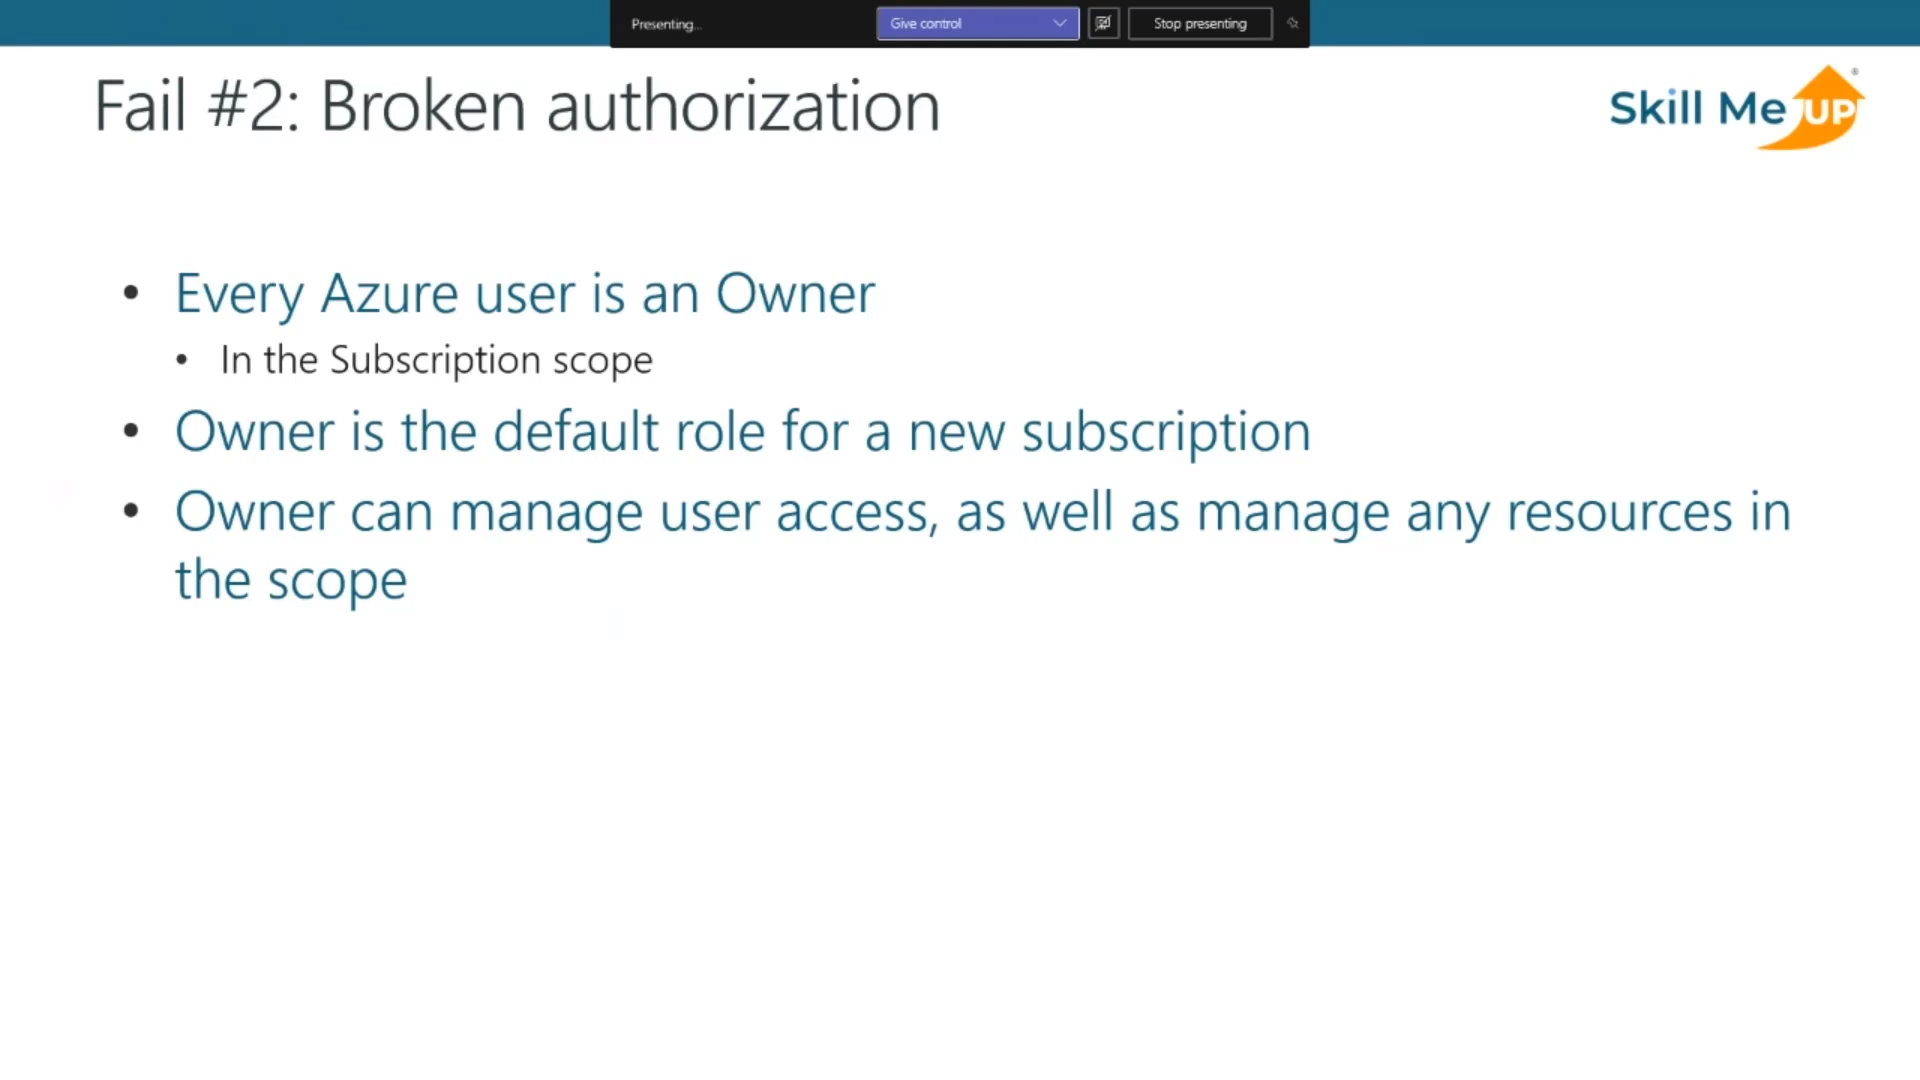 Presenting...
Give control
Stop presenting
Fail #2: Broken authorization
Skill Me UP
®
• Every Azure user is an Owner
• In the Subscription scope
• Owner is the default role for a new subscription
• Owner can manage user access, as well as manage any resources in
the scope